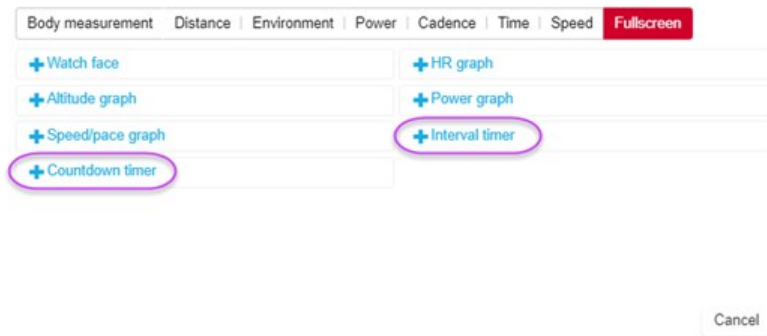 Body measurement Distance Environment Power Cadence Time Speed Fullscreen
Watch face
HR graph
Altitude graph
Power graph
Speed/pace graph
Interval timer
Countdown timer
Cancel